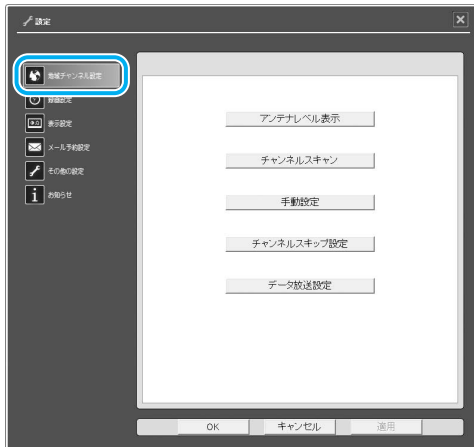 設定
地域チャンネル設定
録画設定
表示設定
メール予約設定
その他の設定
お知らせ
アンテナレベル表示
チャンネルスキャン
手動設定
チャンネルスキップ設定
データ放送設定
OK
キャンセル
適用